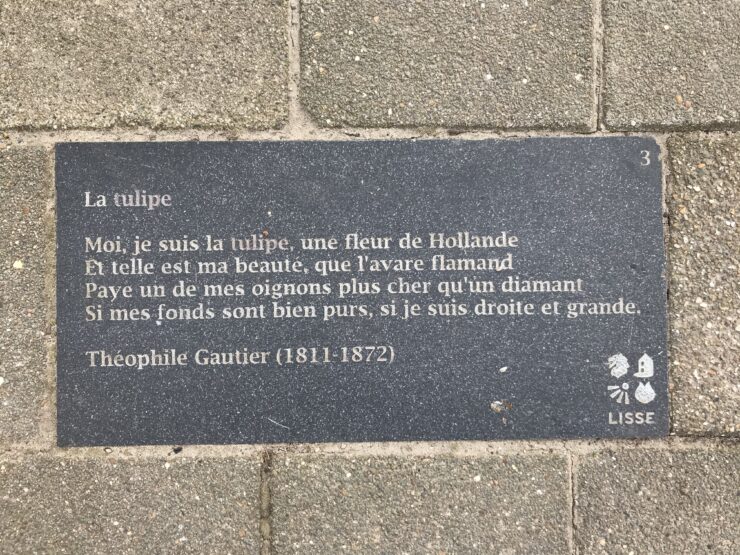 3
La tulipe
Moi, je suis la tulipe, une fleur de Hollande
Et telle est ma beauté, que l'avare flamand
Paye un de mes oignons plus cher qu'un diamant
Si mes fonds sont bien purs, si je suis droite et grande.
Théophile Gautier (1811-1872)
LISSE